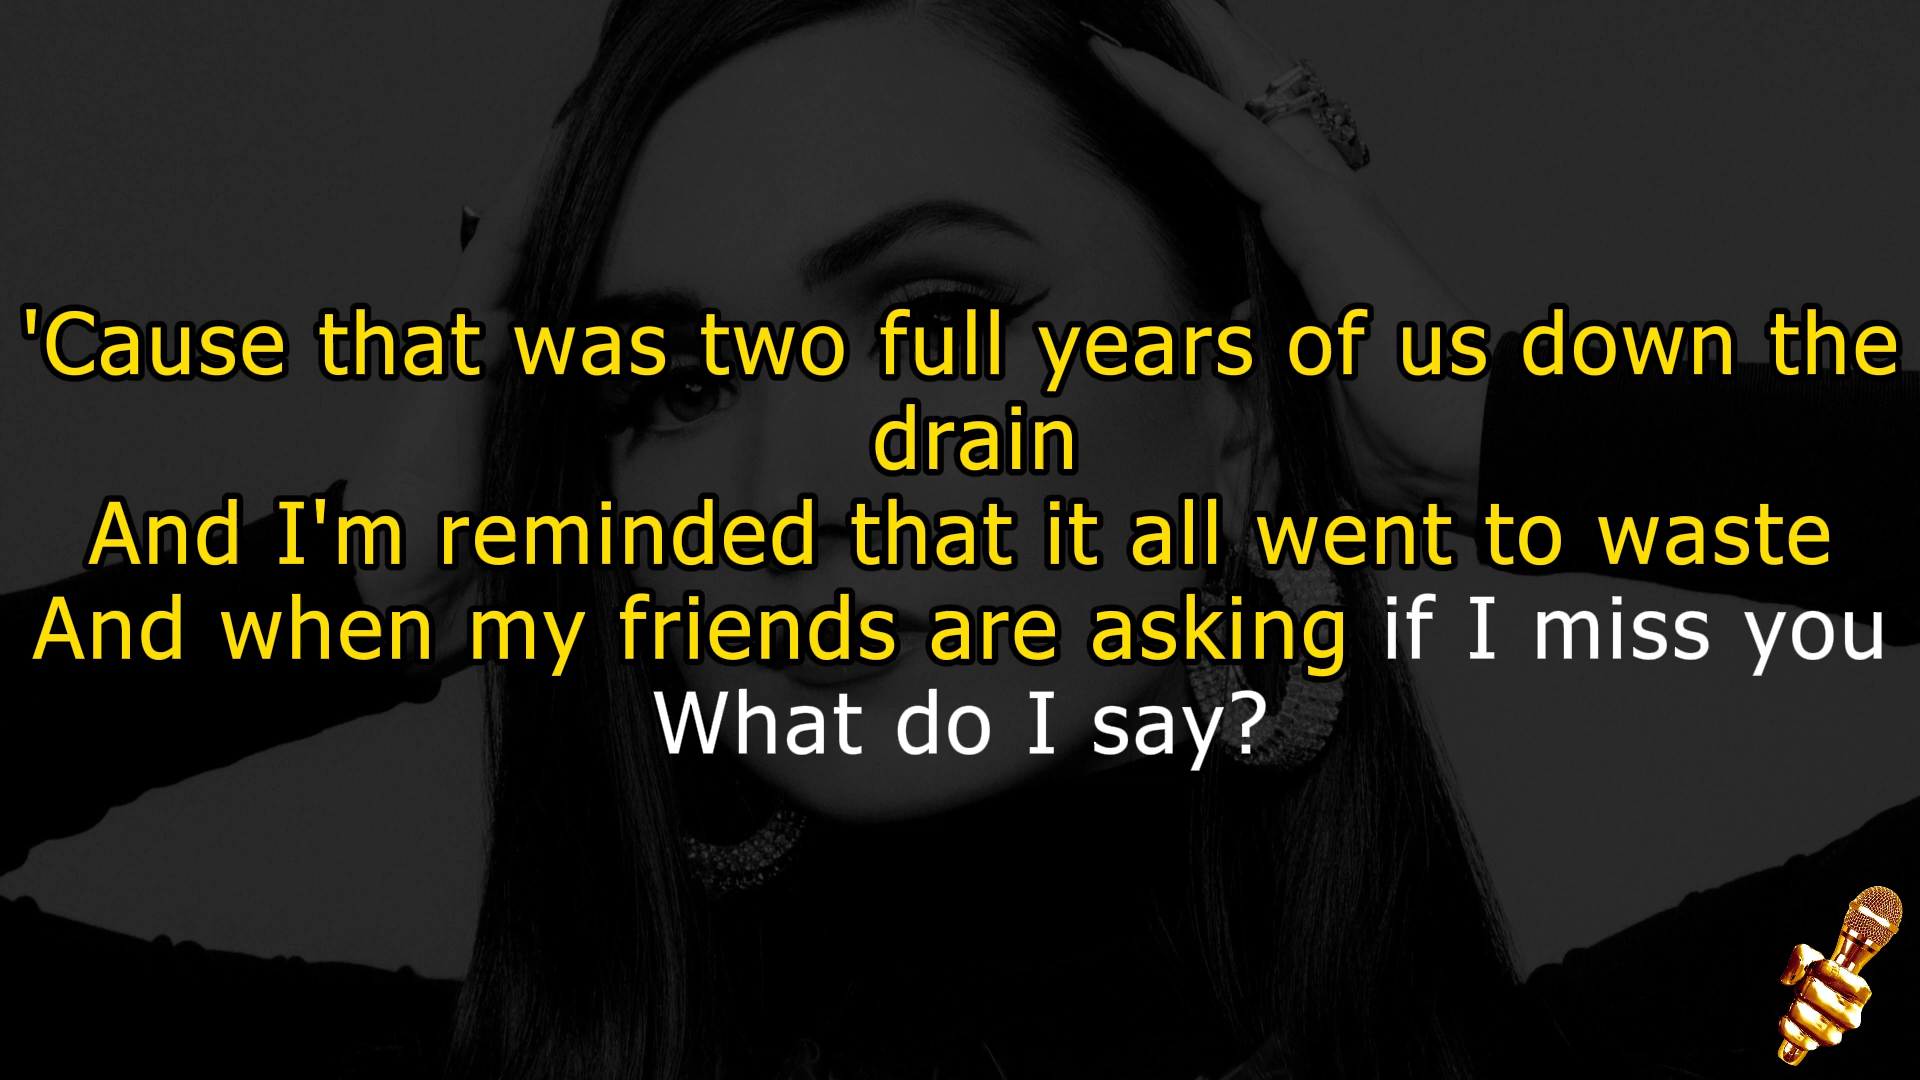 'Cause that was two full years of us down the
drain
And I'm reminded that it all went to waste
And when my friends are asking if I miss you
What do I say?